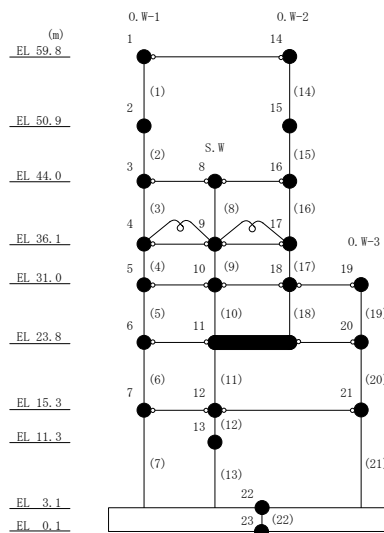 O.W-1 O.W-2
(m)
EL 59.8 1 14
(1) (14)
EL 50.9 2 15
(2) S.W (15)
EL 44.0 3 8 16
(3) (8) (16)
EL 36.1 4 9 17 O.W-3
(4) (9) (17)
EL 31.0 5 10 18 19
(5) (10) (18) (19)
EL 23.8 6 11 20
(6) (11) (20)
EL 15.3 7 12 21
(12)
EL 11.3 13
(7) (13) (21)
EL 3.1 22
(22)
EL 0.1 23